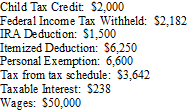 Child Tax Credit: $2,000
Federal Income Tax Withheld: $2,182
IRA Deduction: $1,500
Itemized Deduction: $6,250
Personal Exemption: 6,600
Tax from tax schedule: $3,642
Taxable Interest: $238
Wages: $50,000